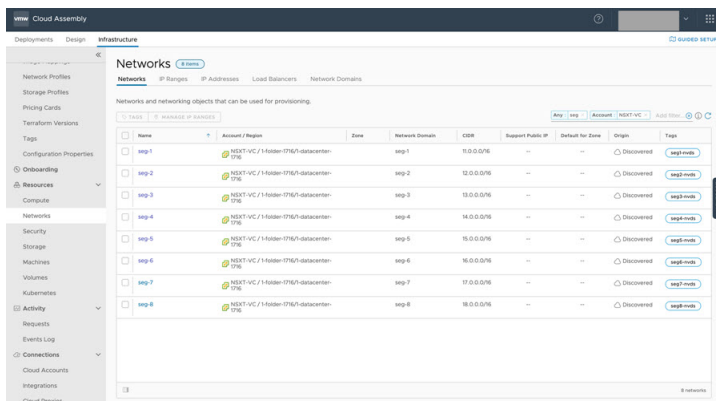 vmw Cloud Assembly
Deployments Design Infrastructure
GUIDED SETUP
Network Profiles
Storage Profiles
Pricing Cards
Terraform Versions
Tags
Configuration Properties
Onboarding
Resources
Compute
Networks
Security
Storage
Machines
Volumes
Kubernetes
Activity
Requests
Events Log
Connections
Cloud Accounts
Integrations
Networks 8 items
Networks IP Ranges IP Addresses Load Balancers Network Domains
Networks and networking objects that can be used for provisioning.
TAGS MANAGE IP RANGES
Any : seg Account : NSXT-VC Add filter...
Name Account / Region Zone Network Domain CIDR Support Public IP Default for Zone Origin Tags
seg-1 NSXT-VC / 1-folder-1716/1-datacenter-1716 seg-1 11.0.0.0/16 -- -- Discovered seg1-nvds
seg-2 NSXT-VC / 1-folder-1716/1-datacenter-1716 seg-2 12.0.0.0/16 -- -- Discovered seg2-nvds
seg-3 NSXT-VC / 1-folder-1716/1-datacenter-1716 seg-3 13.0.0.0/16 -- -- Discovered seg3-nvds
seg-4 NSXT-VC / 1-folder-1716/1-datacenter-1716 seg-4 14.0.0.0/16 -- -- Discovered seg4-nvds
seg-5 NSXT-VC / 1-folder-1716/1-datacenter-1716 seg-5 15.0.0.0/16 -- -- Discovered seg5-nvds
seg-6 NSXT-VC / 1-folder-1716/1-datacenter-1716 seg-6 16.0.0.0/16 -- -- Discovered seg6-nvds
seg-7 NSXT-VC / 1-folder-1716/1-datacenter-1716 seg-7 17.0.0.0/16 -- -- Discovered seg7-nvds
seg-8 NSXT-VC / 1-folder-1716/1-datacenter-1716 seg-8 18.0.0.0/16 -- -- Discovered seg8-nvds
8 networks